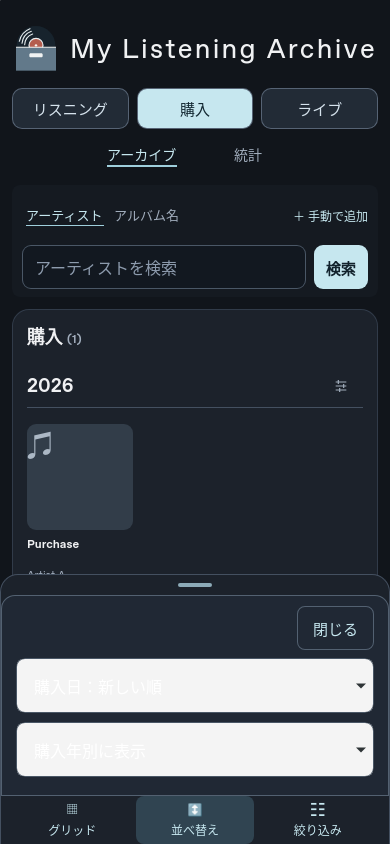 My Listening Archive
リスニング 購入 ライブ
アーカイブ 統計
アーティスト アルバム名 ＋ 手動で追加
アーティストを検索 検索
購入 (1)
2026
Purchase
Artist A
閉じる
購入日：新しい順
購入年別に表示
グリッド 並べ替え 絞り込み